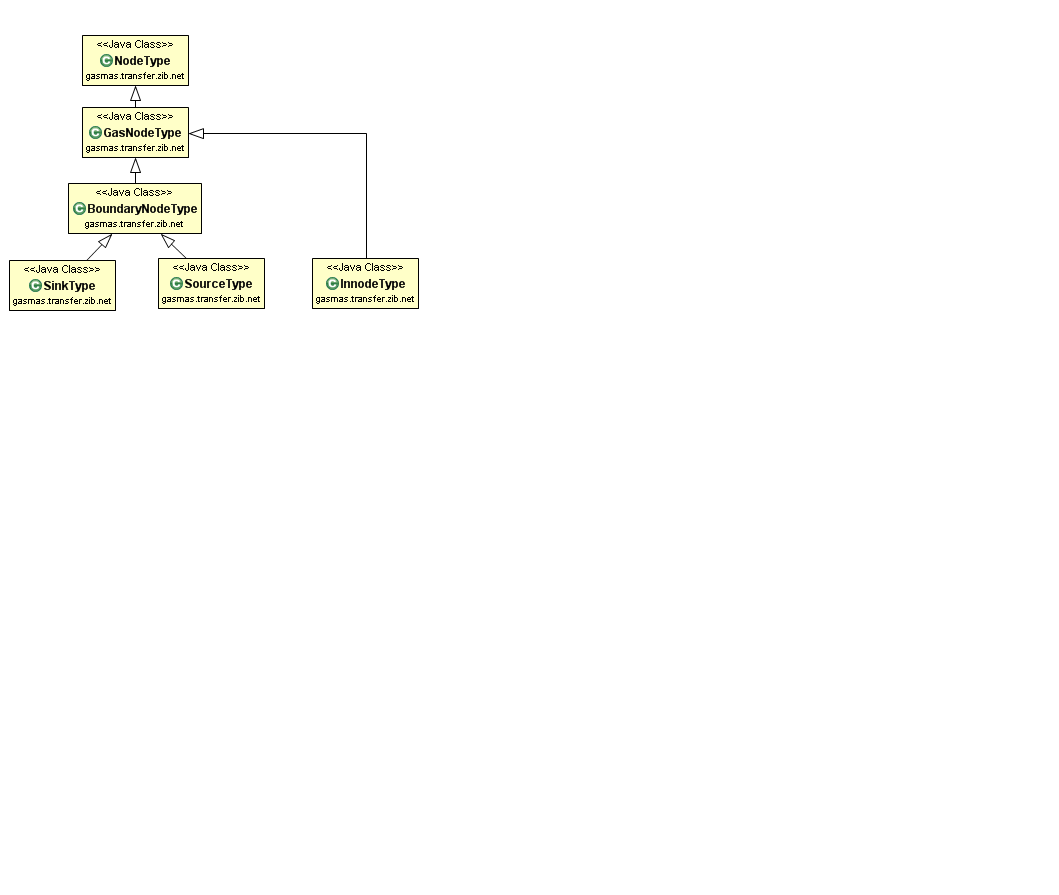 <<Java Class>>
NodeType
gasmas.transfer.zib.net
<<Java Class>>
GasNodeType
gasmas.transfer.zib.net
<<Java Class>>
BoundaryNodeType
gasmas.transfer.zib.net
<<Java Class>>
SinkType
gasmas.transfer.zib.net
<<Java Class>>
SourceType
gasmas.transfer.zib.net
<<Java Class>>
InnodeType
gasmas.transfer.zib.net